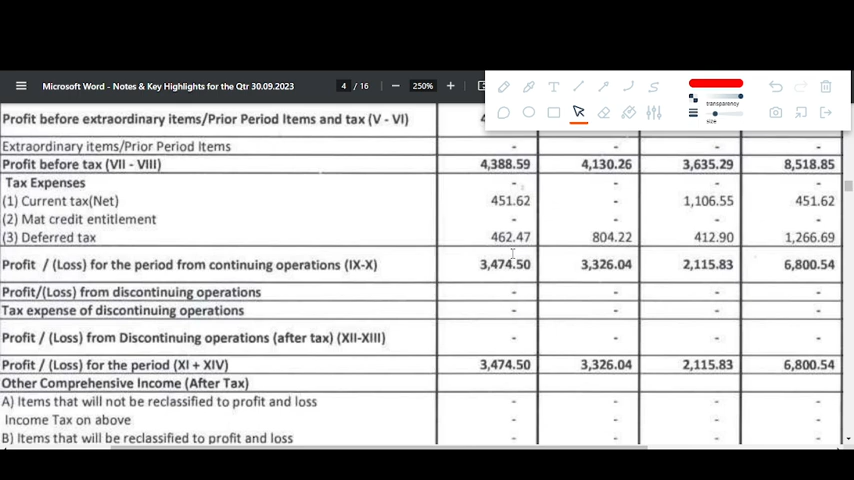 Microsoft Word - Notes & Key Highlights for the Qtr 30.09.2023 4 / 16 250%
transparency
size
Profit before extraordinary items/Prior Period Items and tax (V - VI)
Extraordinary items/Prior Period Items - - - -
Profit before tax (VII - VIII) 4,388.59 4,130.26 3,635.29 8,518.85
Tax Expenses - - - -
(1) Current tax(Net) 451.62 - 1,106.55 451.62
(2) Mat credit entitlement - - - -
(3) Deferred tax 462.47 804.22 412.90 1,266.69
Profit / (Loss) for the period from continuing operations (IX-X) 3,474.50 3,326.04 2,115.83 6,800.54
Profit/(Loss) from discontinuing operations - - - -
Tax expense of discontinuing operations - - - -
Profit / (Loss) from Discontinuing operations (after tax) (XII-XIII) - - - -
Profit / (Loss) for the period (XI + XIV) 3,474.50 3,326.04 2,115.83 6,800.54
Other Comprehensive Income (After Tax)
A) Items that will not be reclassified to profit and loss - - - -
Income Tax on above - - - -
B) Items that will be reclassified to profit and loss - - - -